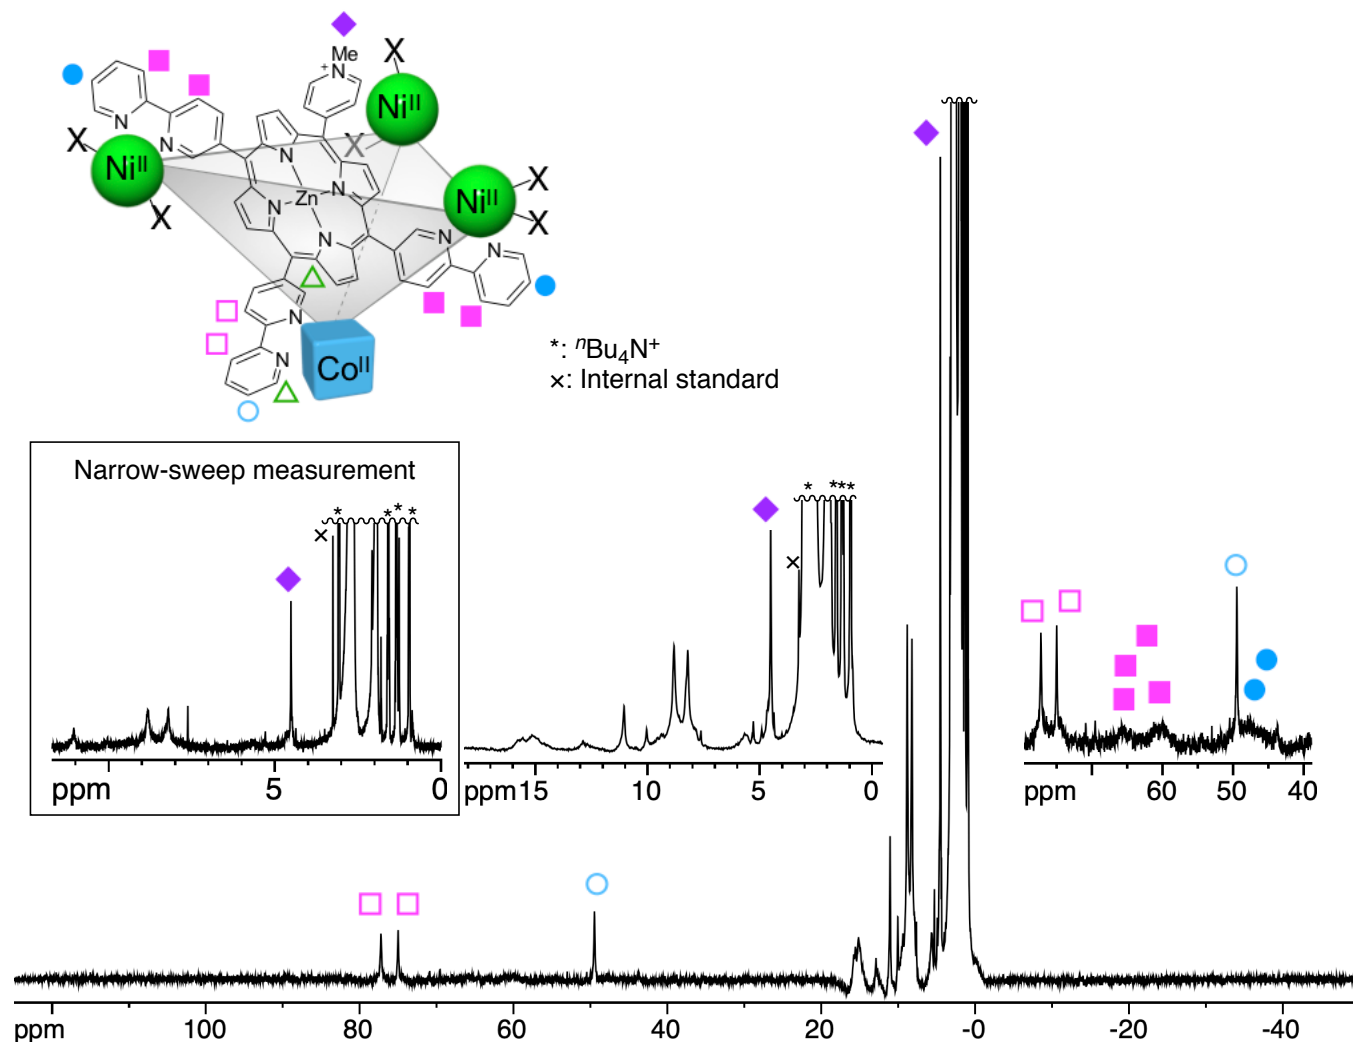 Me
X
+
N
Ni^II
X
N
N
X
Ni^II
X
N
N
Zn
N
N
Ni^II
X
X
N
N
N
N
Co^II
*: ^nBu₄N⁺
×: Internal standard
Narrow-sweep measurement
* * * *
×
ppm 5 0
* * * *
×
ppm 15 10 5 0
ppm 60 50 40
ppm 100 80 60 40 20 -0 -20 -40